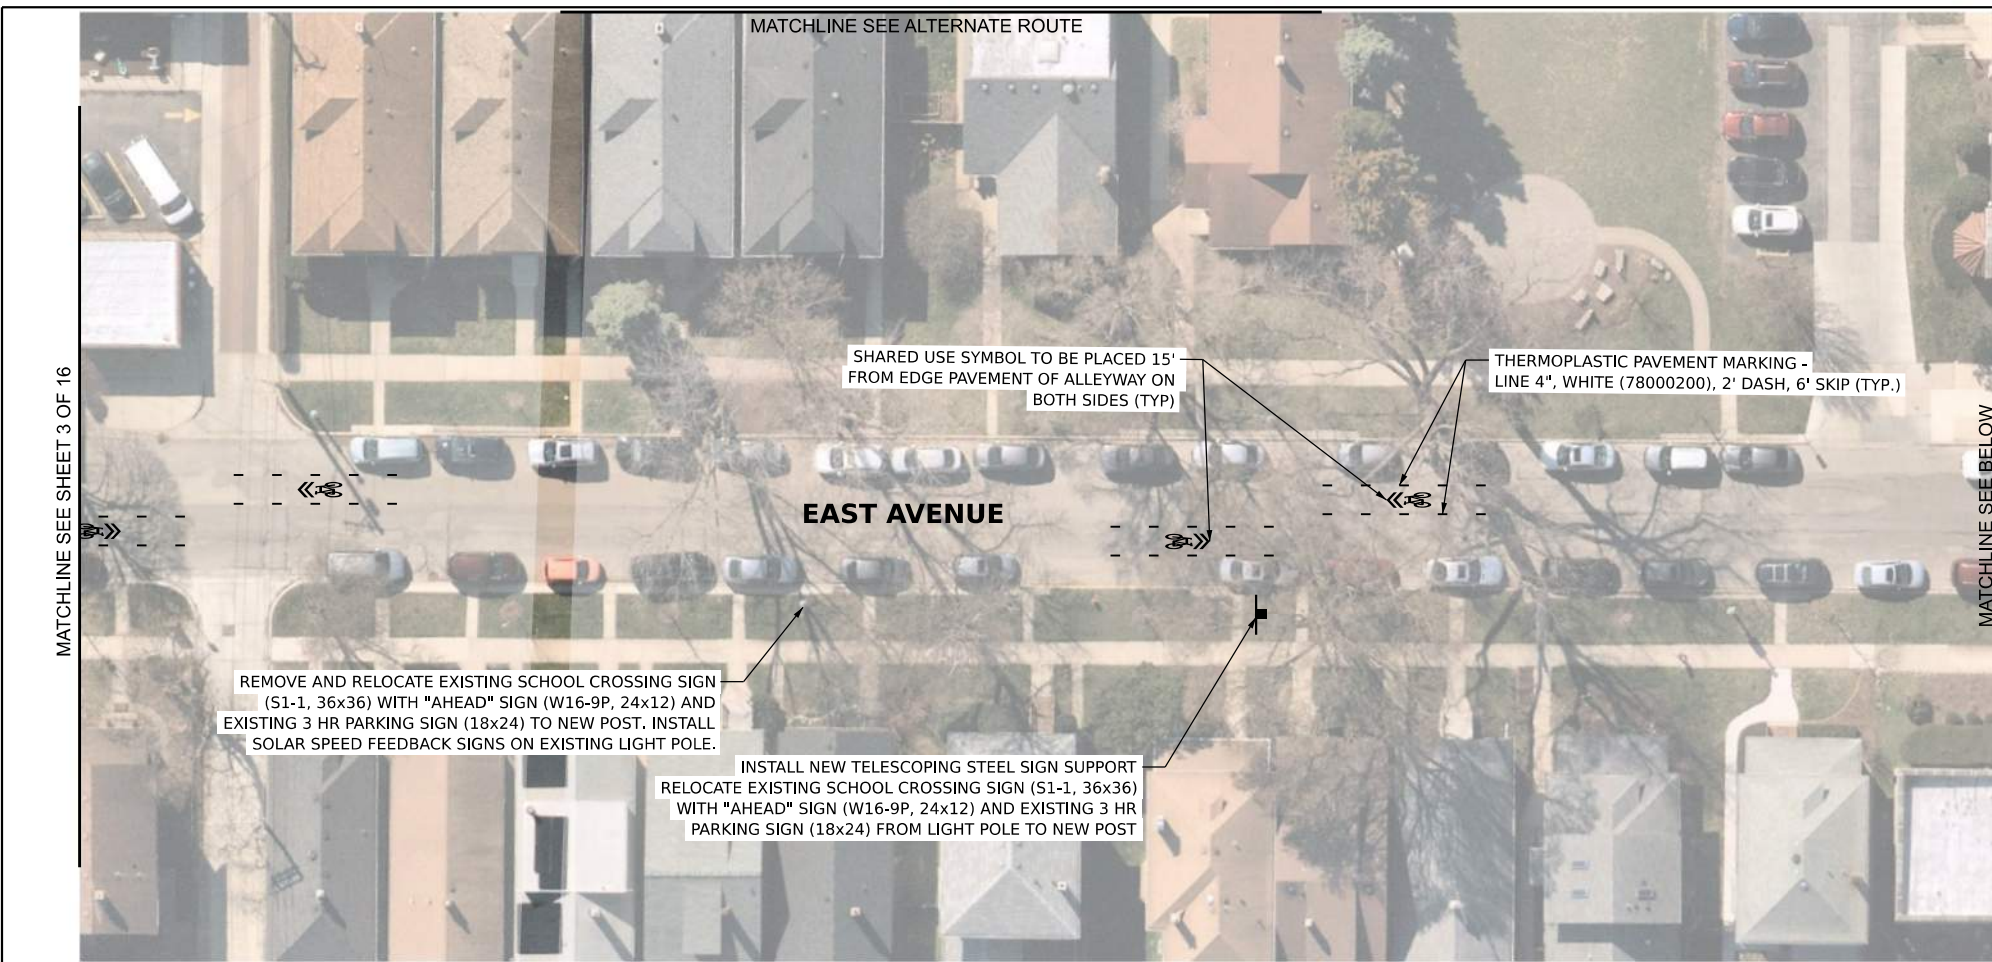 MATCHLINE SEE ALTERNATE ROUTE
MATCHLINE SEE SHEET 3 OF 16
SHARED USE SYMBOL TO BE PLACED 15'
FROM EDGE PAVEMENT OF ALLEYWAY ON
BOTH SIDES (TYP)
THERMOPLASTIC PAVEMENT MARKING -
LINE 4", WHITE (78000200), 2' DASH, 6' SKIP (TYP.)
MATCHLINE SEE BELOW
EAST AVENUE
REMOVE AND RELOCATE EXISTING SCHOOL CROSSING SIGN
(S1-1, 36x36) WITH "AHEAD" SIGN (W16-9P, 24x12) AND
EXISTING 3 HR PARKING SIGN (18x24) TO NEW POST. INSTALL
SOLAR SPEED FEEDBACK SIGNS ON EXISTING LIGHT POLE.
INSTALL NEW TELESCOPING STEEL SIGN SUPPORT
RELOCATE EXISTING SCHOOL CROSSING SIGN (S1-1, 36x36)
WITH "AHEAD" SIGN (W16-9P, 24x12) AND EXISTING 3 HR
PARKING SIGN (18x24) FROM LIGHT POLE TO NEW POST